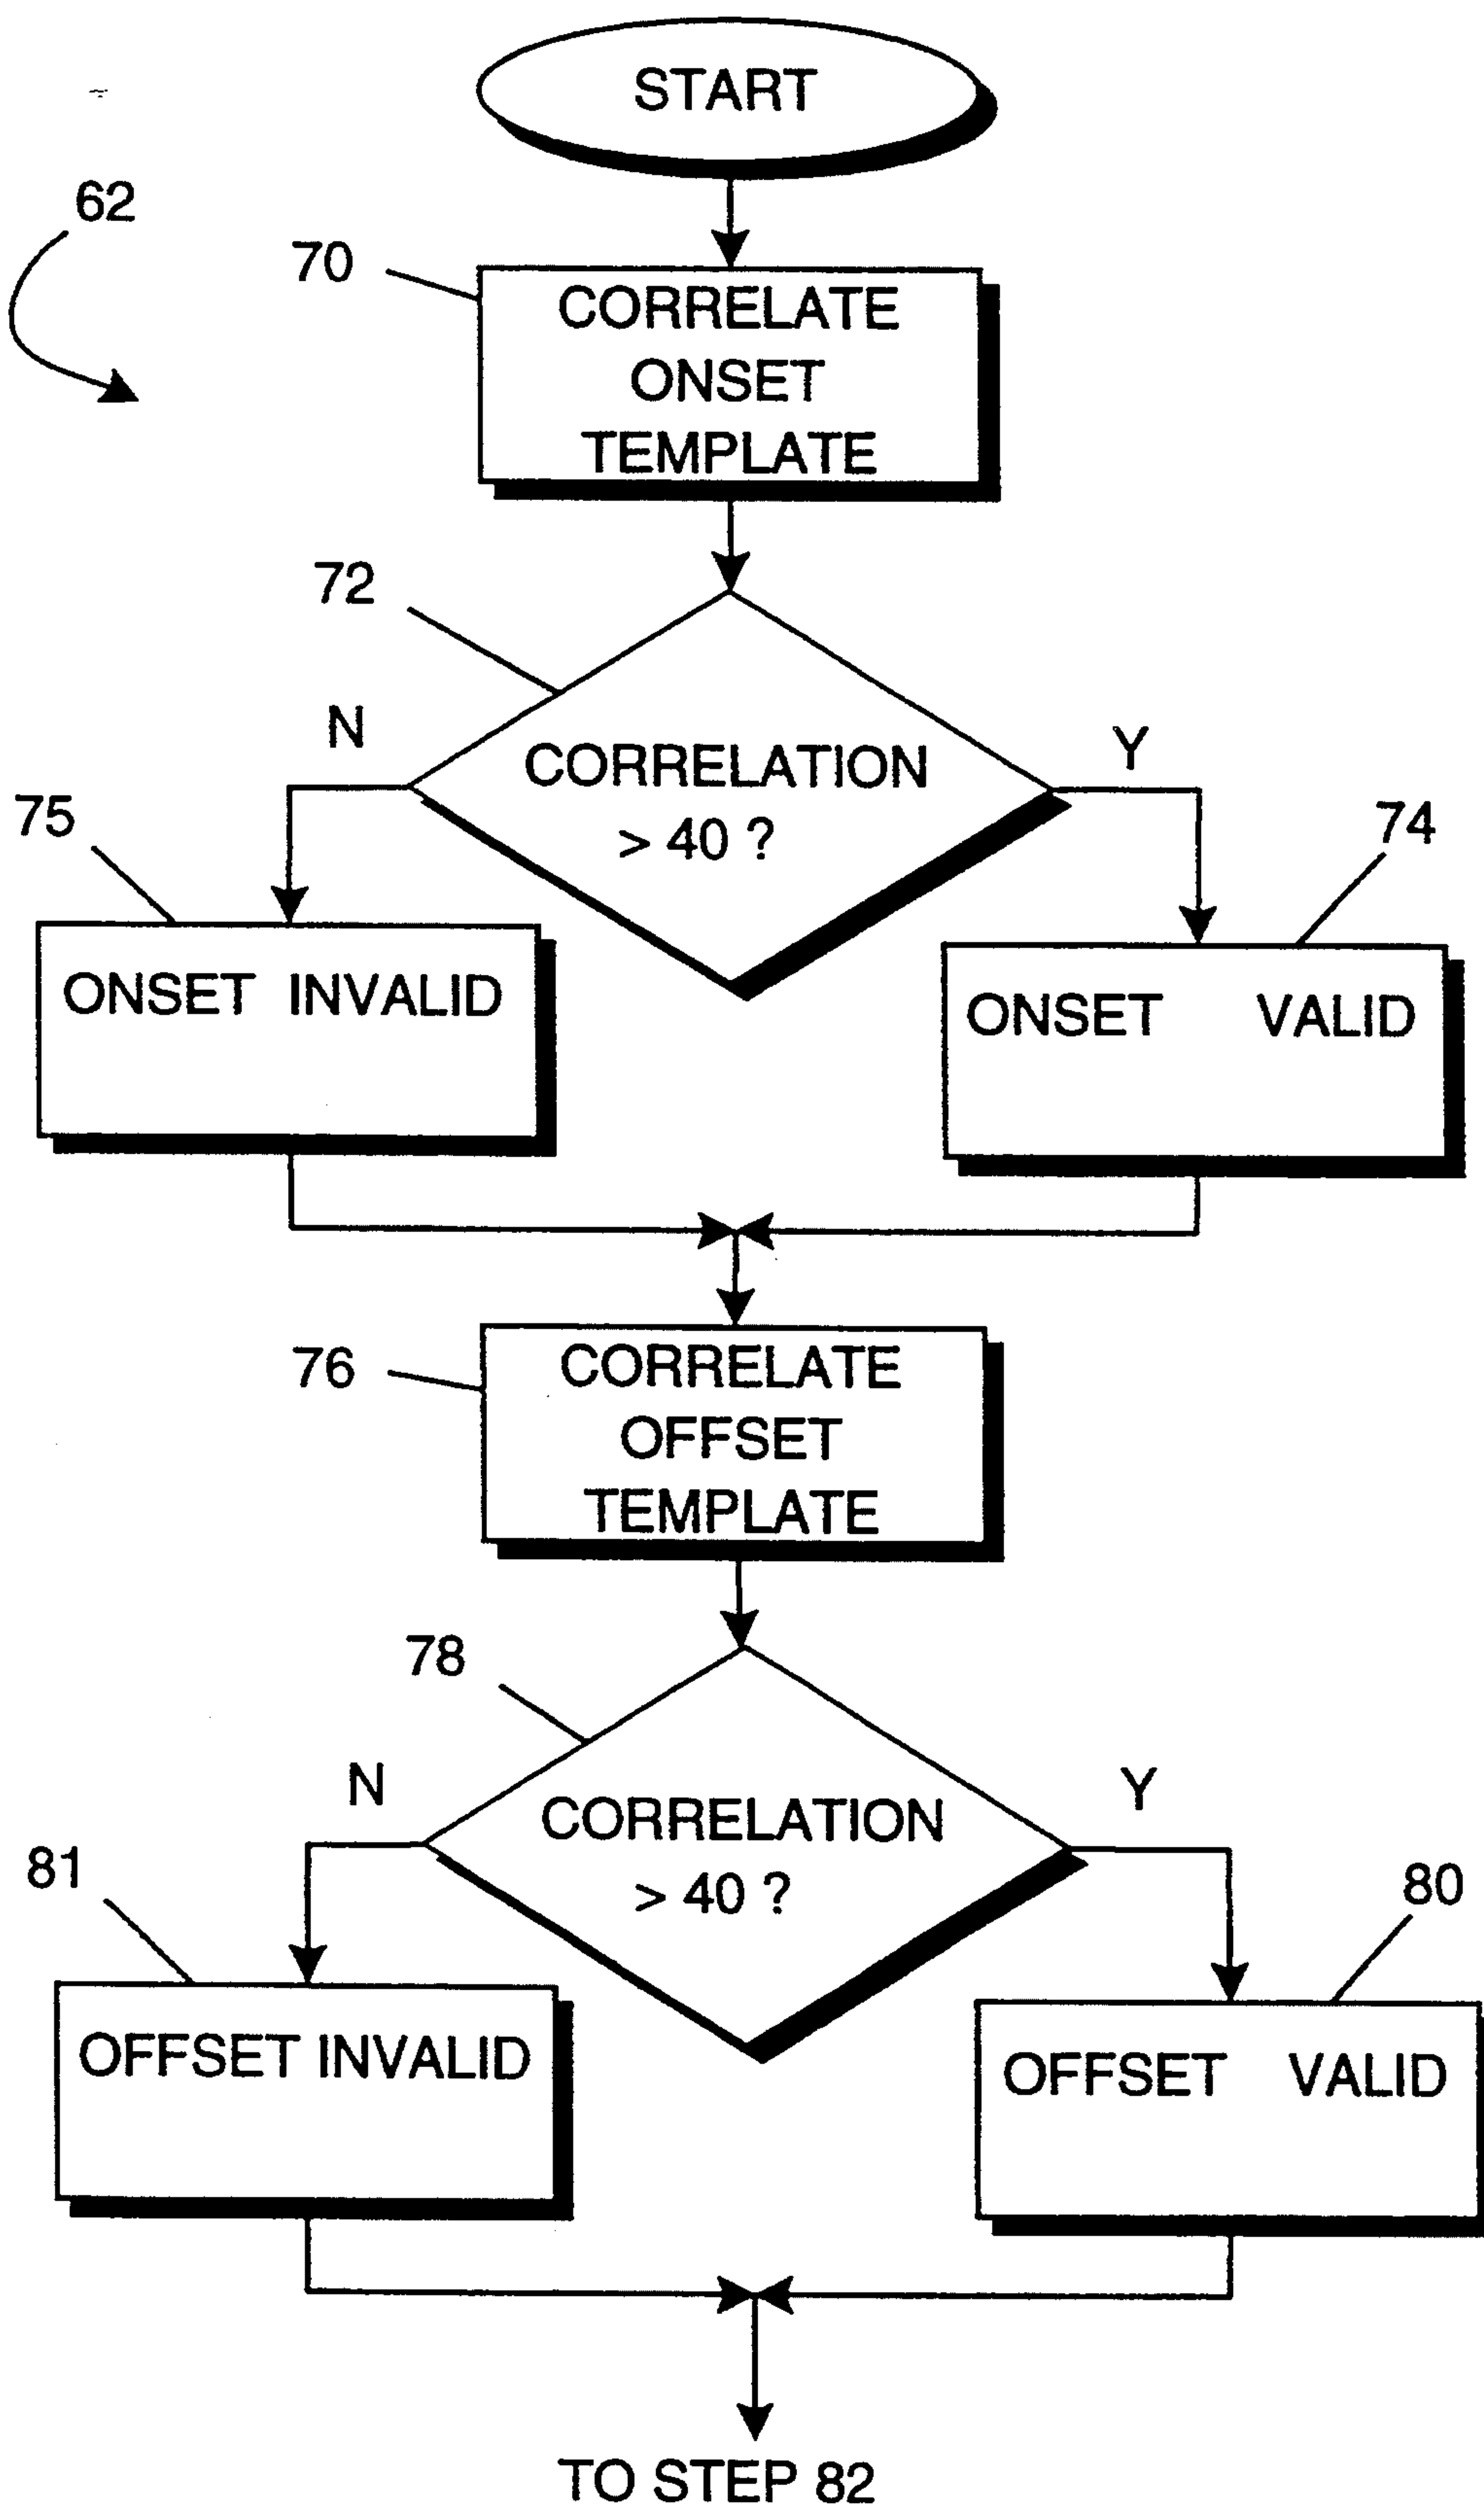 START
62
70
CORRELATE
ONSET
TEMPLATE
72
N
Y
CORRELATION
> 40 ?
75
74
ONSET INVALID
ONSET VALID
76
CORRELATE
OFFSET
TEMPLATE
78
N
Y
CORRELATION
> 40 ?
81
80
OFFSET INVALID
OFFSET VALID
TO STEP 82